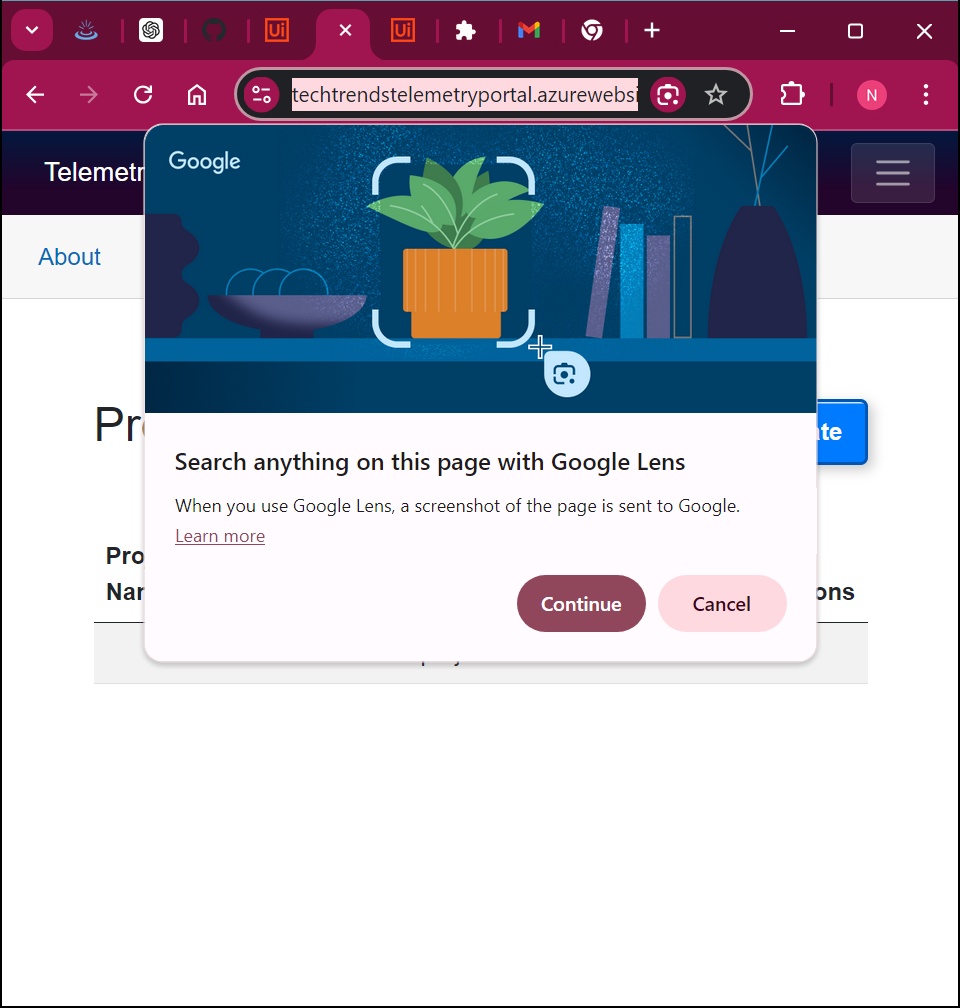 Ui
Ui
techtrendstelemetryportal.azurewebsi
N
Telemetr
Google
About
Pr
te
Search anything on this page with Google Lens
When you use Google Lens, a screenshot of the page is sent to Google.
Learn more
Pro
Nar
ons
Continue
Cancel